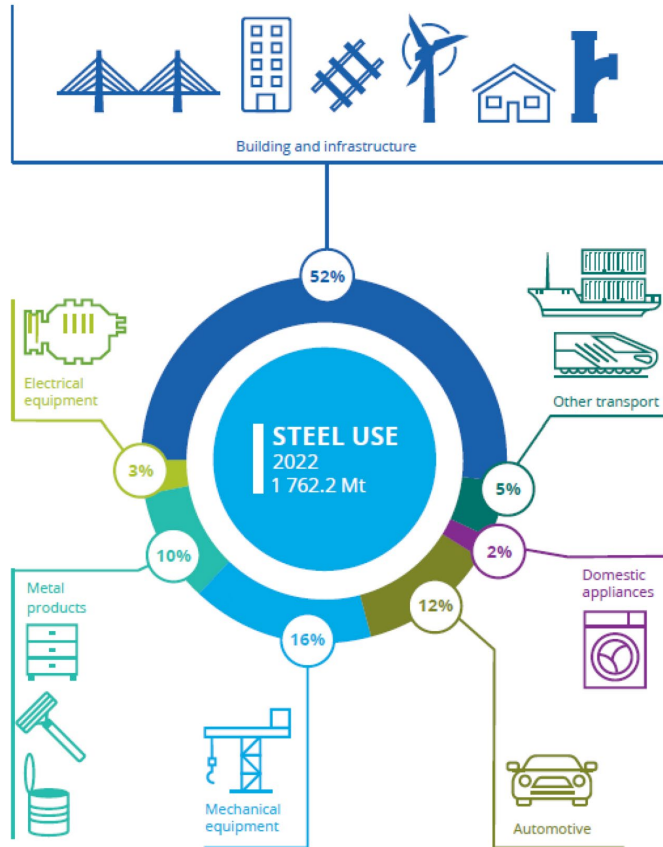 Building and infrastructure
52%
Electrical
equipment
Other transport
STEEL USE
2022
1 762.2 Mt
3%
5%
10%
2%
Metal
products
Domestic
appliances
12%
16%
Mechanical
equipment
Automotive